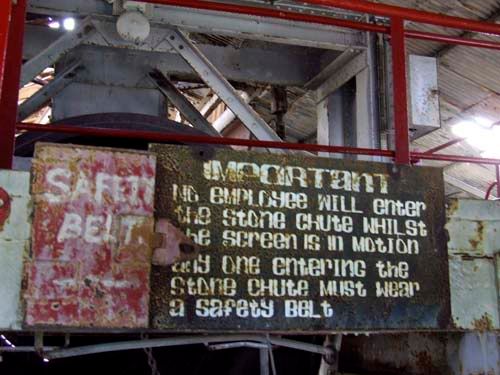 SAFETY
BELT
IMPORTANT
NO EMPLOYEE WILL enter
the STONE CHUTE WHILST
the SCREEN IS IN MOTION
ANY ONE ENTERING the
STONE CHUTE MUST WEAR
a SAFETY BELT